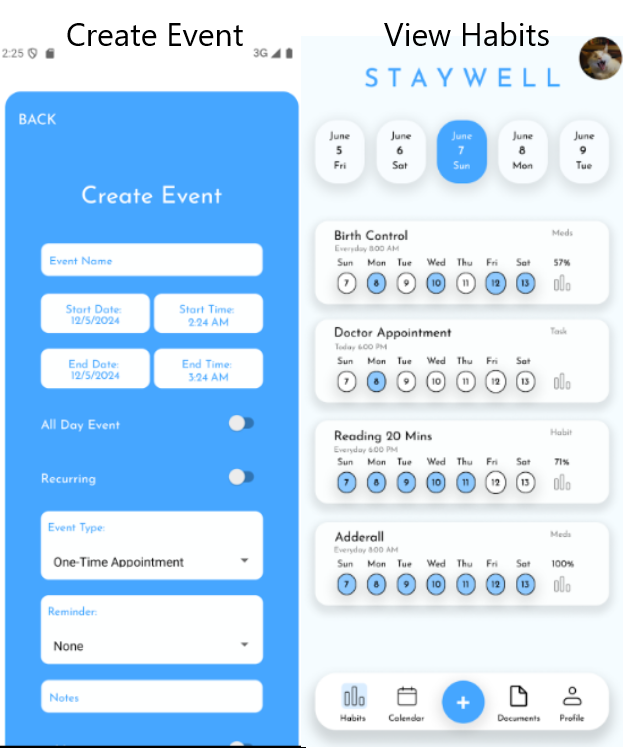 Create Event
View Habits
2:25
3G
BACK
Create Event
Event Name
Start Date:
12/5/2024
Start Time:
2:24 AM
End Date:
12/5/2024
End Time:
3:24 AM
All Day Event
Recurring
Event Type:
One-Time Appointment
Reminder:
None
Notes
STAYWELL
June June June June June
5 6 7 8 9
Fri Sat Sun Mon Tue
Birth Control Meds
Everyday 8:00 AM
Sun Mon Tue Wed Thu Fri Sat 57%
7 8 9 10 11 12 13
Doctor Appointment Task
Today 6:00 PM
Sun Mon Tue Wed Thu Fri Sat
7 8 9 10 11 12 13
Reading 20 Mins Habit
Everyday 6:00 PM
Sun Mon Tue Wed Thu Fri Sat 71%
7 8 9 10 11 12 13
Adderall Meds
Everyday 8:00 AM
Sun Mon Tue Wed Thu Fri Sat 100%
7 8 9 10 11 12 13
+
Habits Calendar Documents Profile